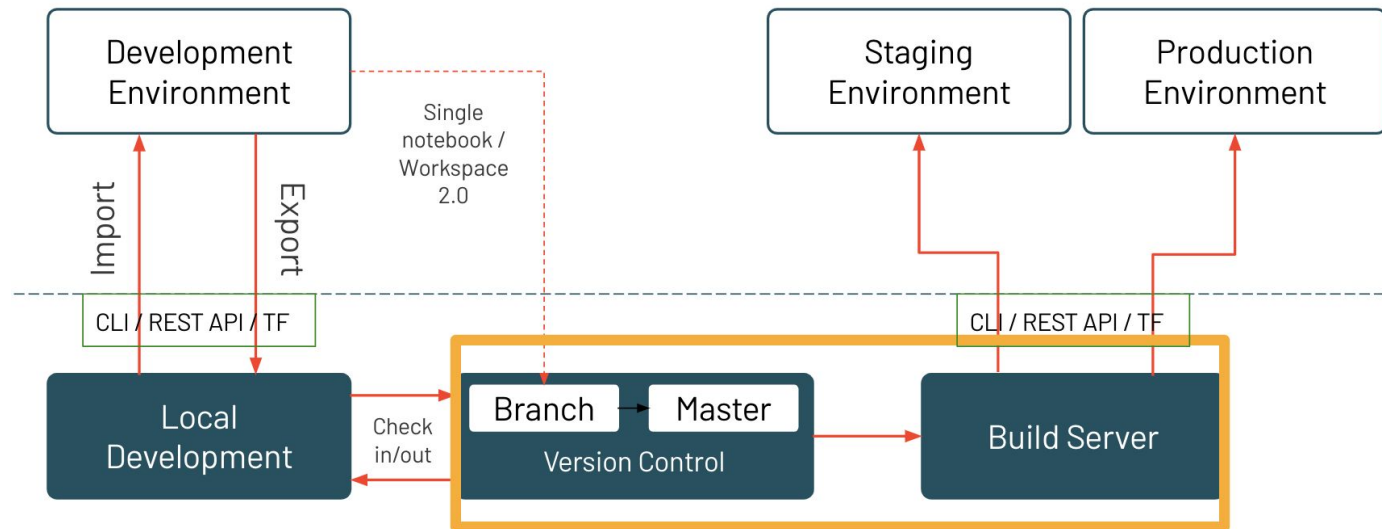 Development
Environment
Staging
Environment
Production
Environment
Single
notebook /
Workspace
2.0
Import
Export
CLI / REST API / TF
CLI / REST API / TF
Local
Development
Check
in/out
Branch
Master
Version Control
Build Server